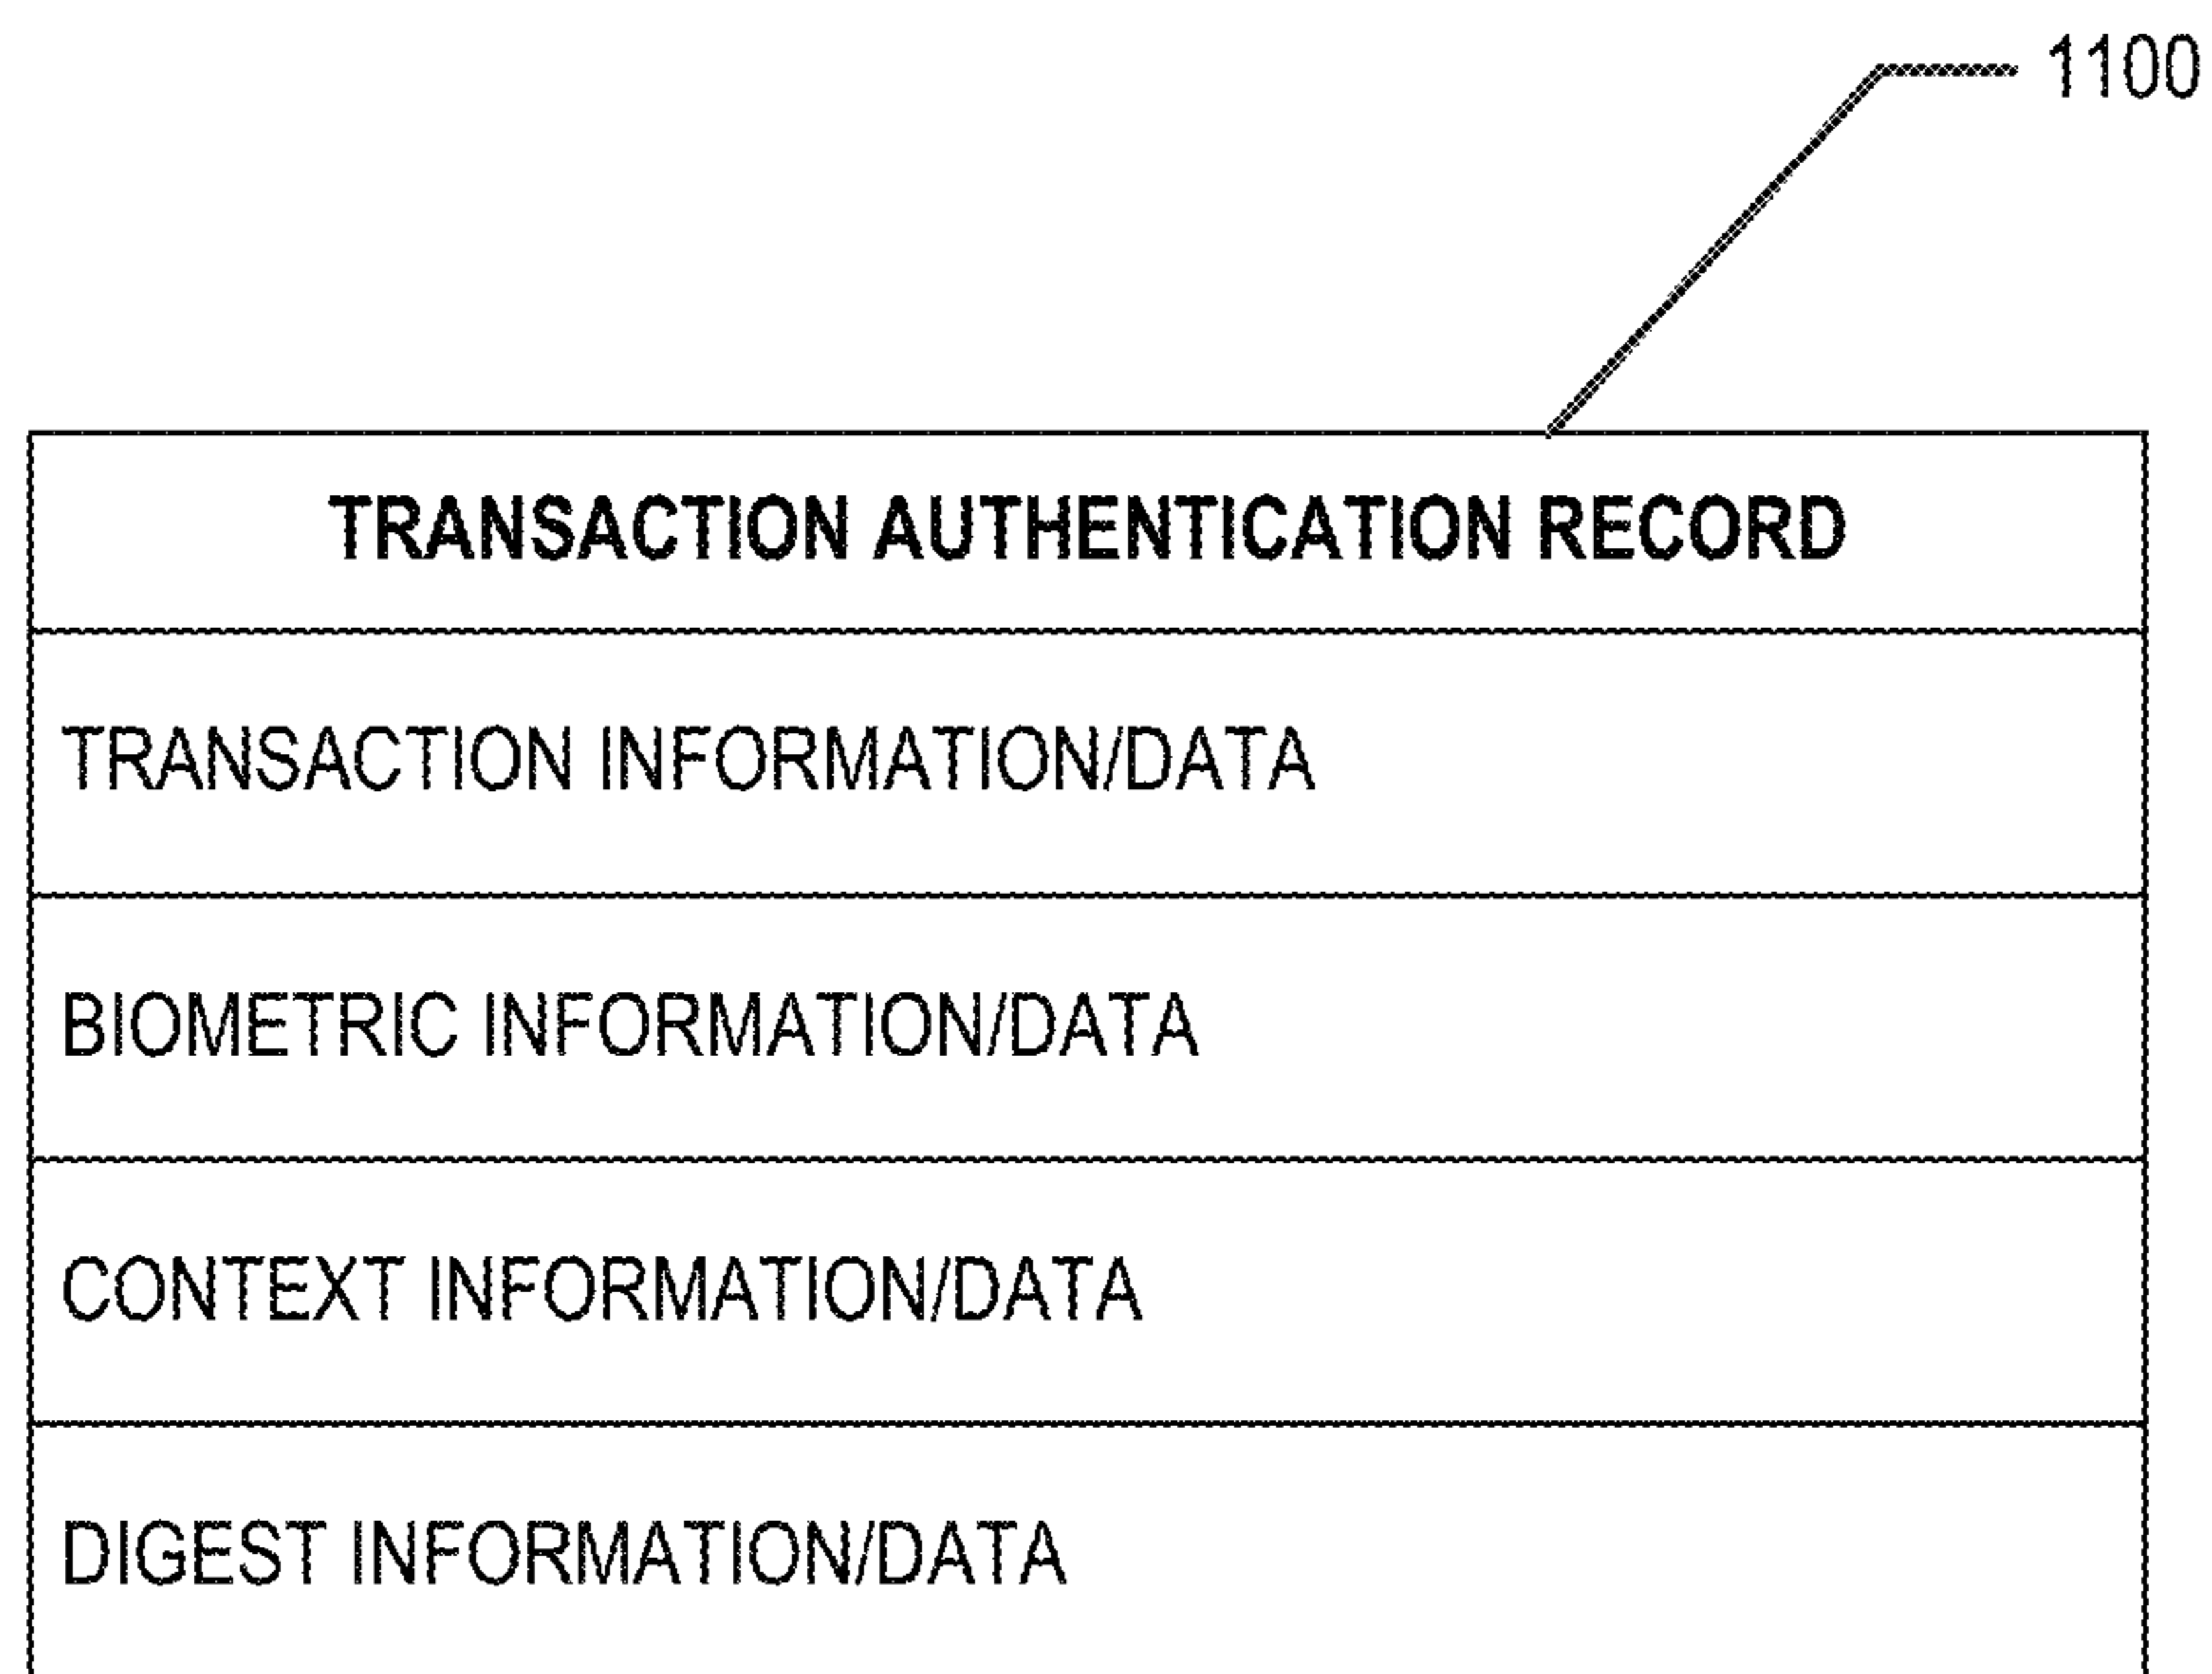 1100
TRANSACTION AUTHENTICATION RECORD
TRANSACTION INFORMATION/DATA
BIOMETRIC INFORMATION/DATA
CONTEXT INFORMATION/DATA
DIGEST INFORMATION/DATA